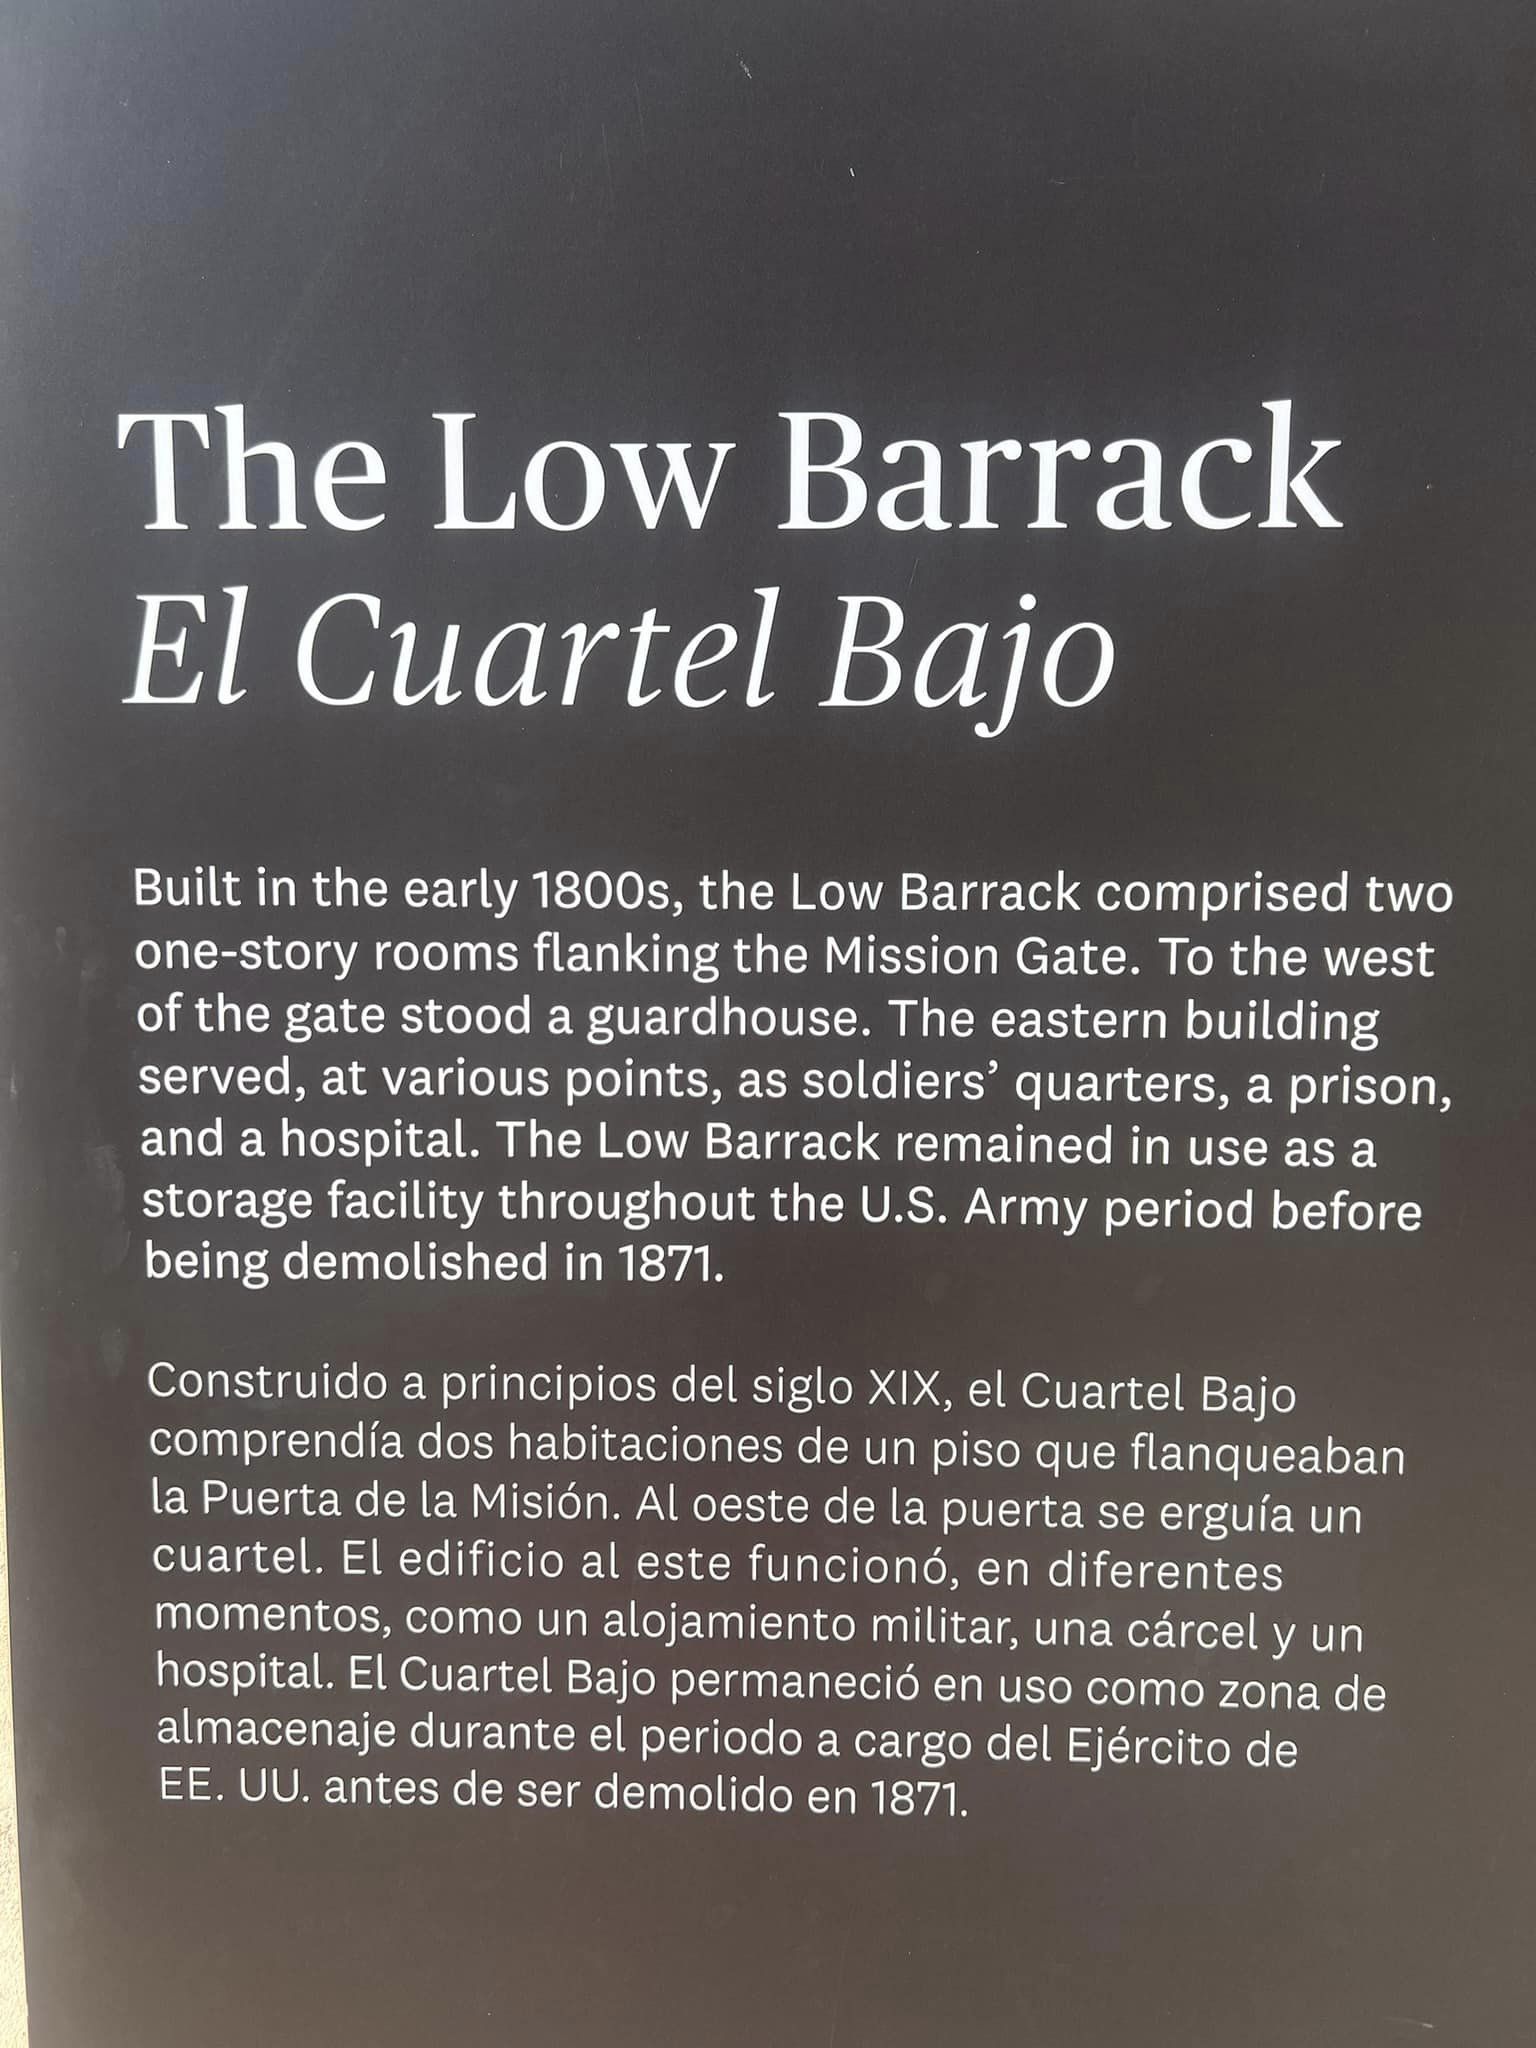 The Low Barrack
El Cuartel Bajo
Built in the early 1800s, the Low Barrack comprised two
one-story rooms flanking the Mission Gate. To the west
of the gate stood a guardhouse. The eastern building
served, at various points, as soldiers’ quarters, a prison,
and a hospital. The Low Barrack remained in use as a
storage facility throughout the U.S. Army period before
being demolished in 1871.
Construido a principios del siglo XIX, el Cuartel Bajo
comprendía dos habitaciones de un piso que flanqueaban
la Puerta de la Misión. Al oeste de la puerta se erguía un
cuartel. El edificio al este funcionó, en diferentes
momentos, como un alojamiento militar, una cárcel y un
hospital. El Cuartel Bajo permaneció en uso como zona de
almacenaje durante el periodo a cargo del Ejército de
EE. UU. antes de ser demolido en 1871.